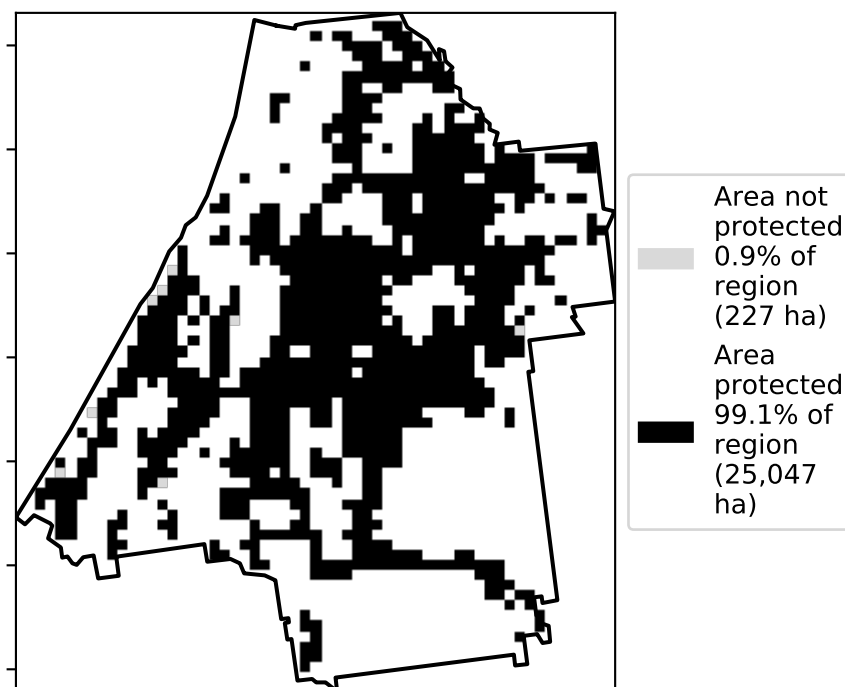 Area not
protected
0.9% of
region
(227 ha)
Area
protected
99.1% of
region
(25,047
ha)